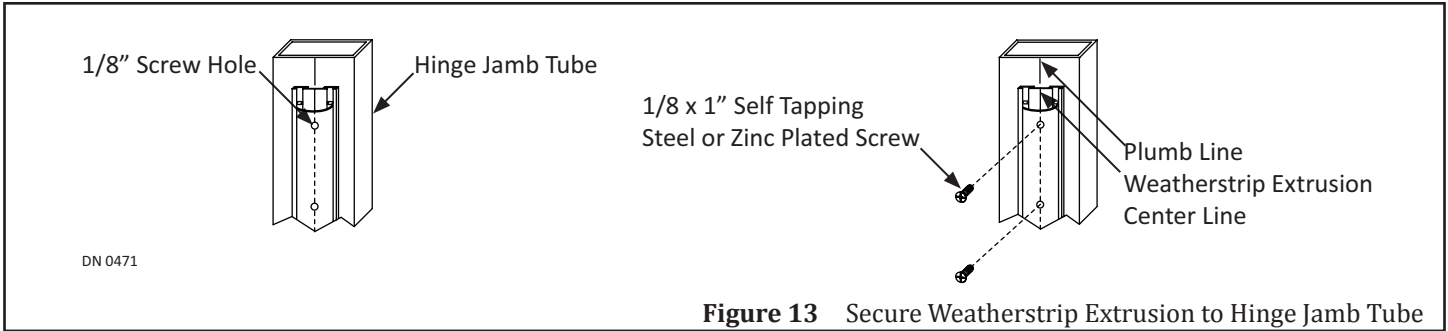 1/8” Screw Hole
Hinge Jamb Tube
1/8 x 1” Self Tapping
Steel or Zinc Plated Screw
Plumb Line
Weatherstrip Extrusion
Center Line
DN 0471
Figure 13 Secure Weatherstrip Extrusion to Hinge Jamb Tube